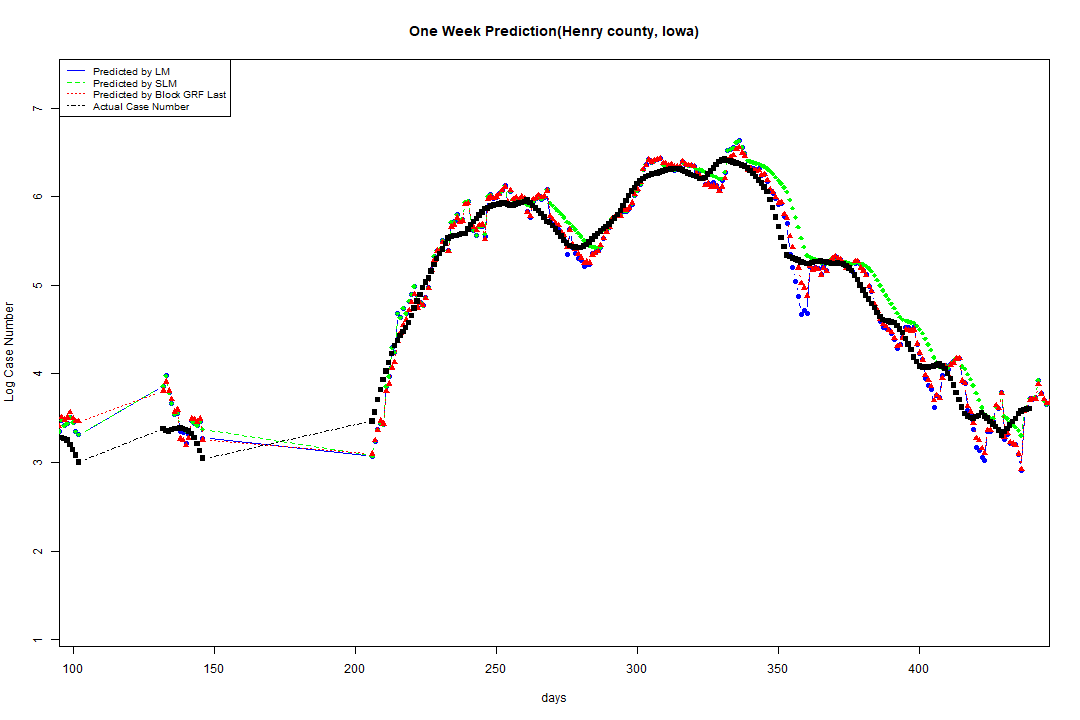 One Week Prediction(Henry county, Iowa)
Predicted by LM
Predicted by SLM
Predicted by Block GRF Last
Actual Case Number
7
6
5
4
3
2
1
Log Case Number
100 150 200 250 300 350 400
days